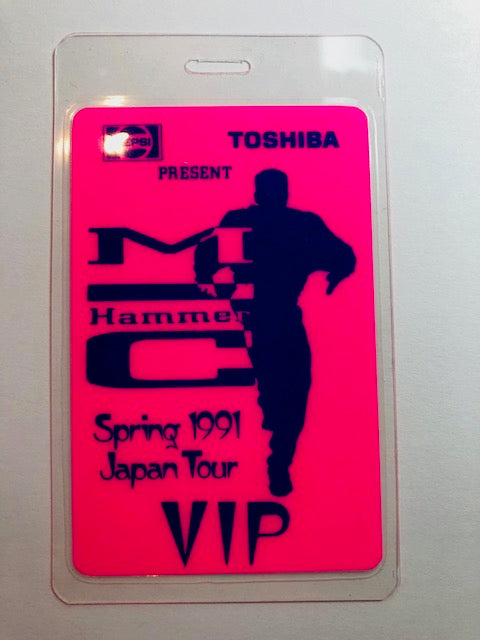 PEPSI
TOSHIBA
PRESENT
M
Hammer
C
Spring 1991
Japan Tour
VIP